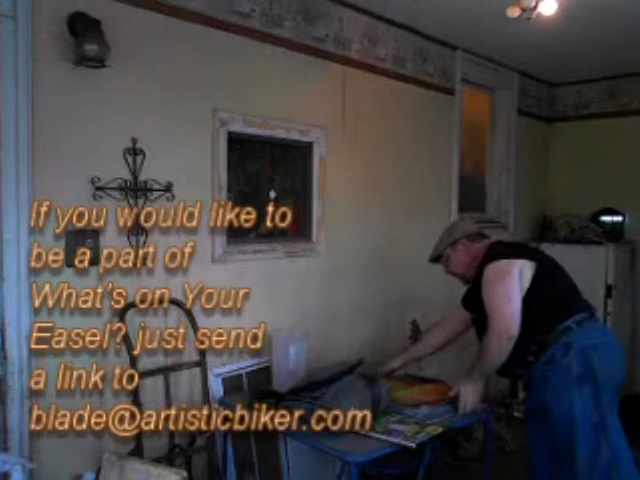 If you would like to
be a part of
What's on Your
Easel? just send
a link to
blade@artisticbiker.com